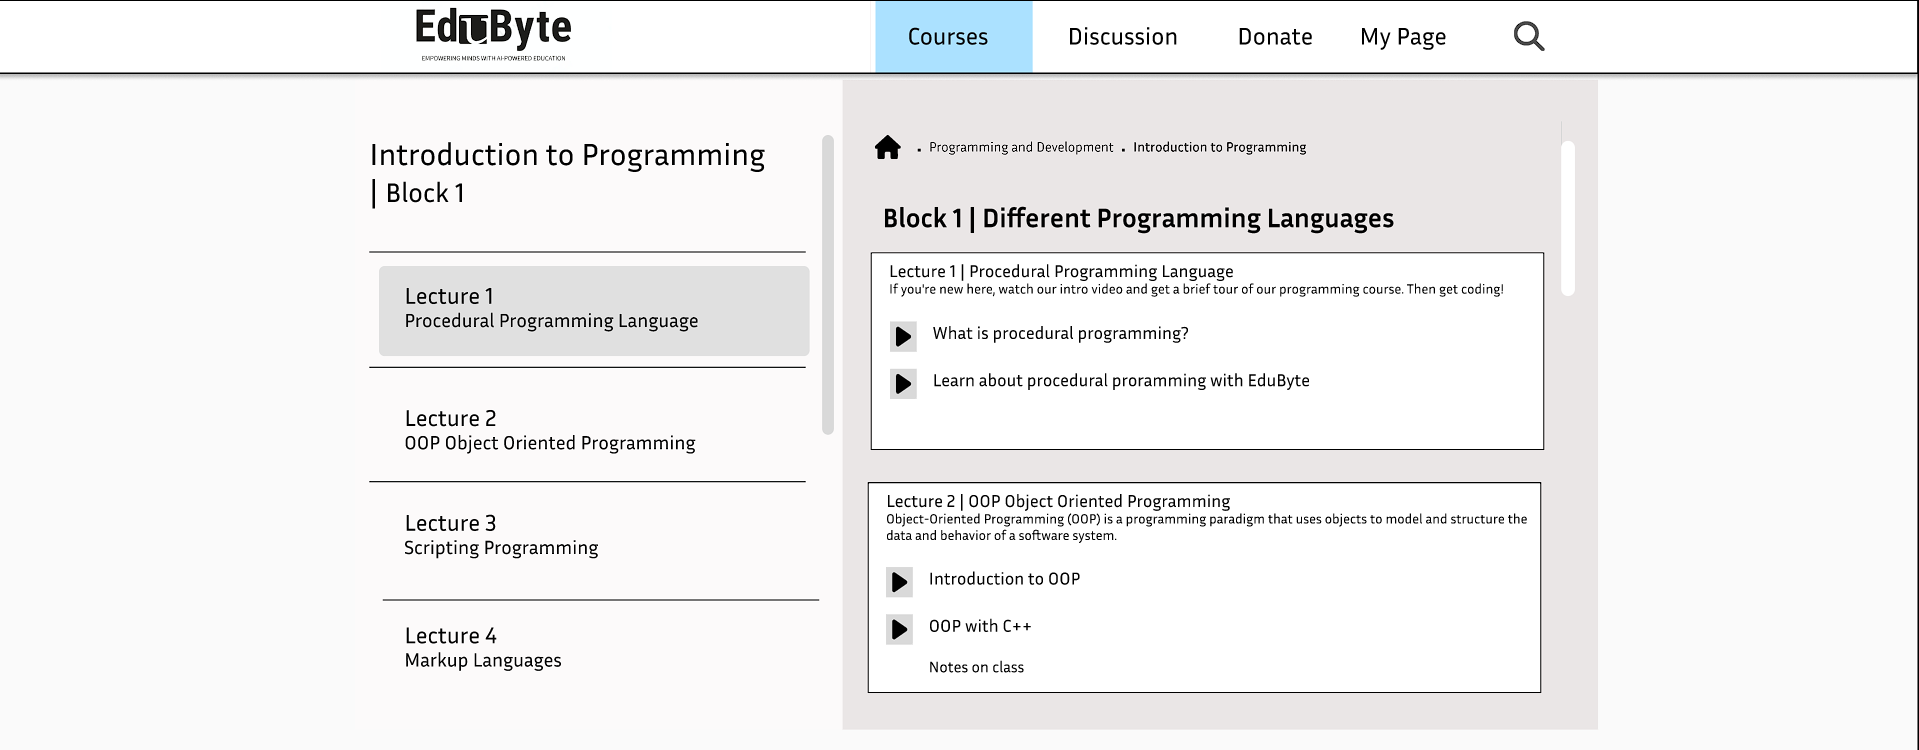 EduByte
EMPOWERING MINDS WITH AI-POWERED EDUCATION
Courses
Discussion
Donate
My Page
Introduction to Programming
| Block 1
Lecture 1
Procedural Programming Language
Lecture 2
OOP Object Oriented Programming
Lecture 3
Scripting Programming
Lecture 4
Markup Languages
. Programming and Development . Introduction to Programming
Block 1 | Different Programming Languages
Lecture 1 | Procedural Programming Language
If you're new here, watch our intro video and get a brief tour of our programming course. Then get coding!
What is procedural programming?
Learn about procedural proramming with EduByte
Lecture 2 | OOP Object Oriented Programming
Object-Oriented Programming (OOP) is a programming paradigm that uses objects to model and structure the
data and behavior of a software system.
Introduction to OOP
OOP with C++
Notes on class